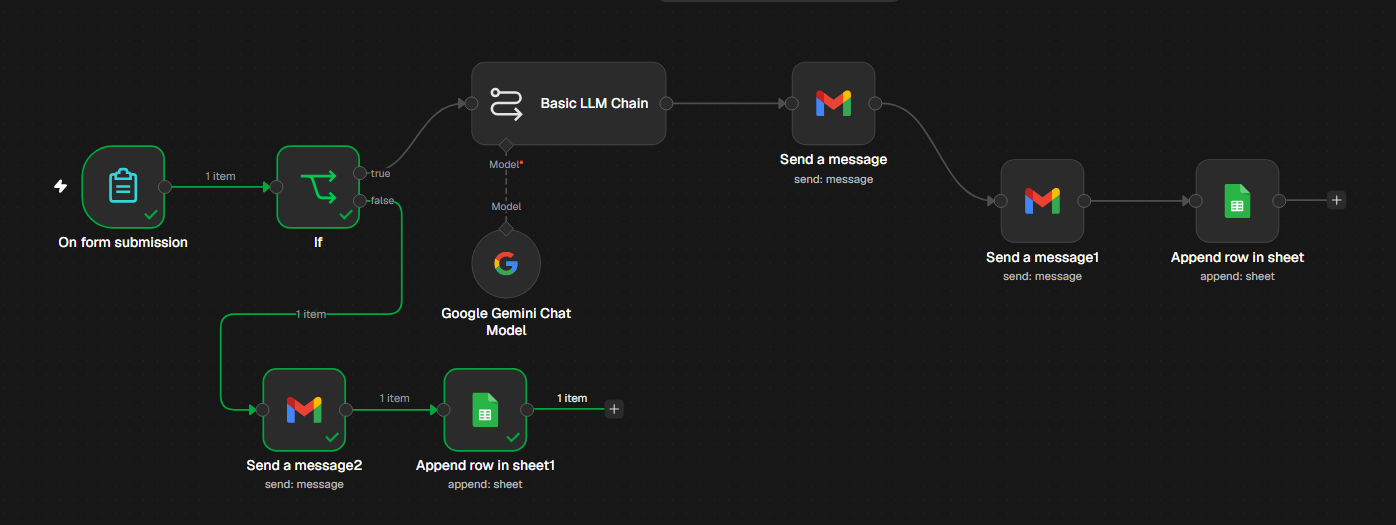 Basic LLM Chain
Send a message
send: message
Model*
Model
1 item
true
false
On form submission
If
Google Gemini Chat
Model
Send a message1
send: message
Append row in sheet
append: sheet
1 item
1 item
1 item
Send a message2
send: message
Append row in sheet1
append: sheet